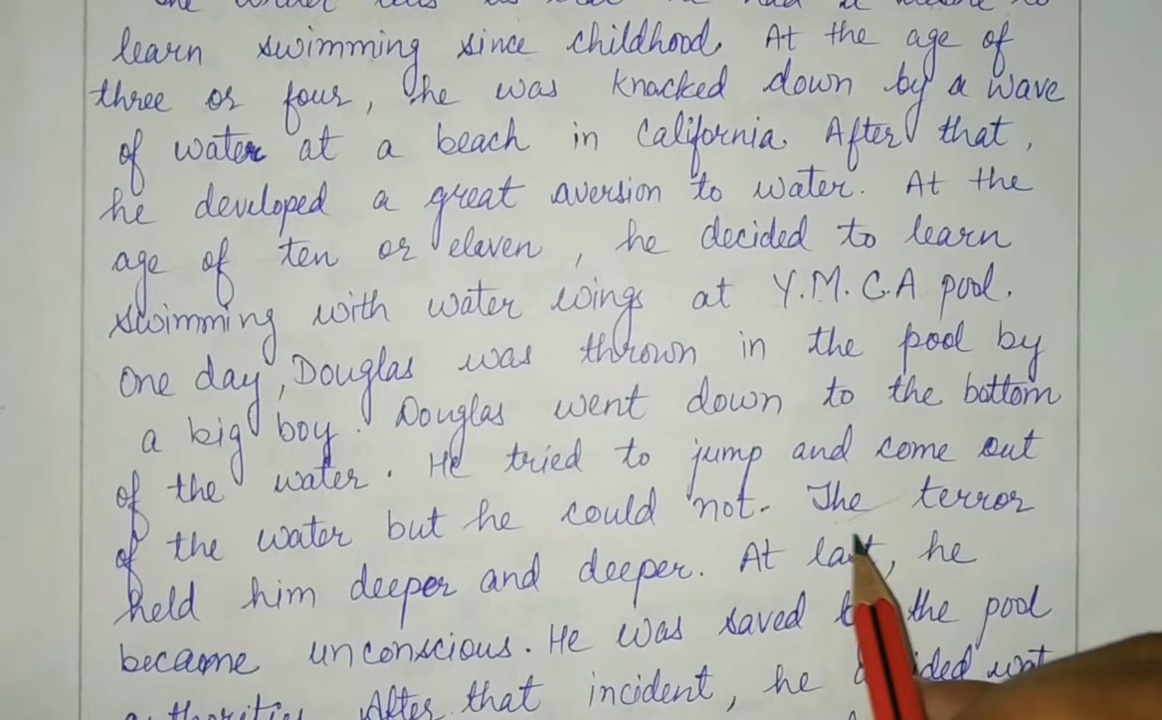 learn swimming since childhood. At the age of
three or four, he was knacked down by a wave
of water at a beach in California. After that,
he developed a great aversion to water. At the
age of ten or eleven, he decided to learn
swimming with water wings at Y.M.C.A pool.
One day, Douglas was thrown in the pool by
a big boy. Douglas went down to the bottom
of the water. He tried to jump and come out
of the water but he could not. The terror
held him deeper and deeper. At last, he
became unconscious. He was saved the pool
After that incident, he